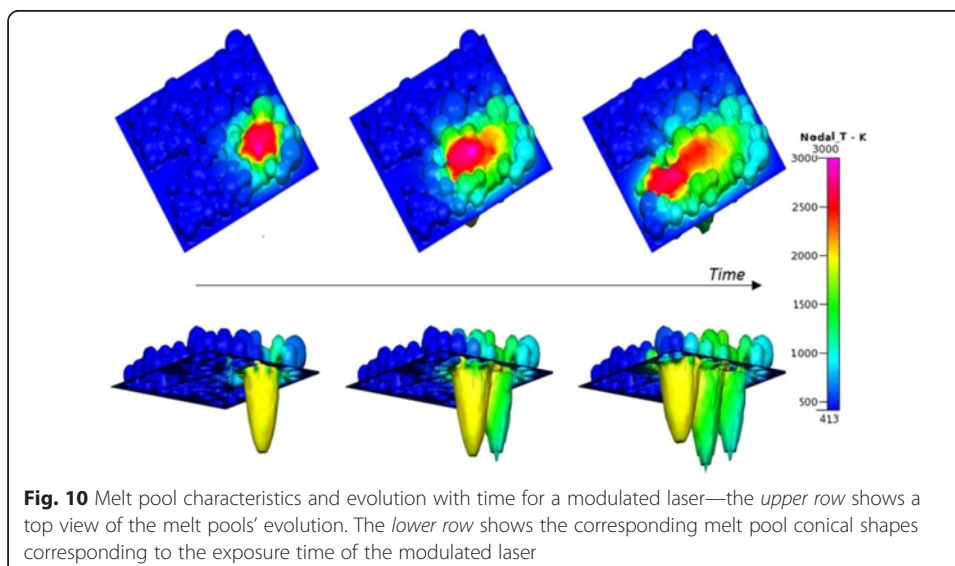 Nodal_T - K
3000
3000
2500
2000
1500
1000
500
413
Time
Fig. 10 Melt pool characteristics and evolution with time for a modulated laser—the upper row shows a
top view of the melt pools' evolution. The lower row shows the corresponding melt pool conical shapes
corresponding to the exposure time of the modulated laser